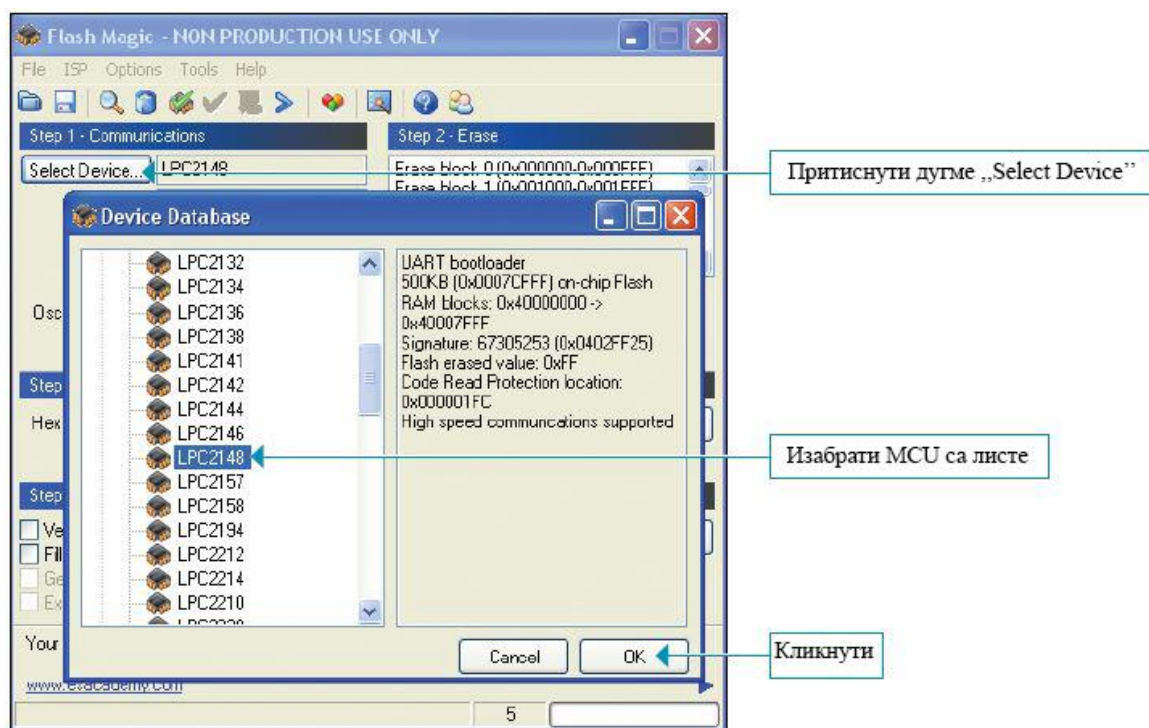 Flash Magic - NON PRODUCTION USE ONLY
File ISP Options Tools Help
Step 1 - Communications
Step 2 - Erase
Select Device...
LPC2148
Erase block 0 (0x000000-0x000FFF)
Erase block 1 (0x001000-0x001FFF)
Притиснути дугме ,,Select Device’’
Device Database
LPC2132
LPC2134
LPC2136
LPC2138
LPC2141
LPC2142
LPC2144
LPC2146
LPC2148
LPC2157
LPC2158
LPC2194
LPC2212
LPC2214
LPC2210
UART bootloader
500KB (0x0007CFFF) on-chip Flash
RAM blocks: 0x40000000 ->
0x40007FFF
Signature: 67305253 (0x0402FF25)
Flash erased value: 0xFF
Code Read Protection location:
0x000001FC
High speed communcations supported
Osc
Step
Hex
Step
Ve
Fill
Ge
Ex
Изабрати MCU са листе
Cancel
OK
Кликнути
Your
www.esacademy.com
5